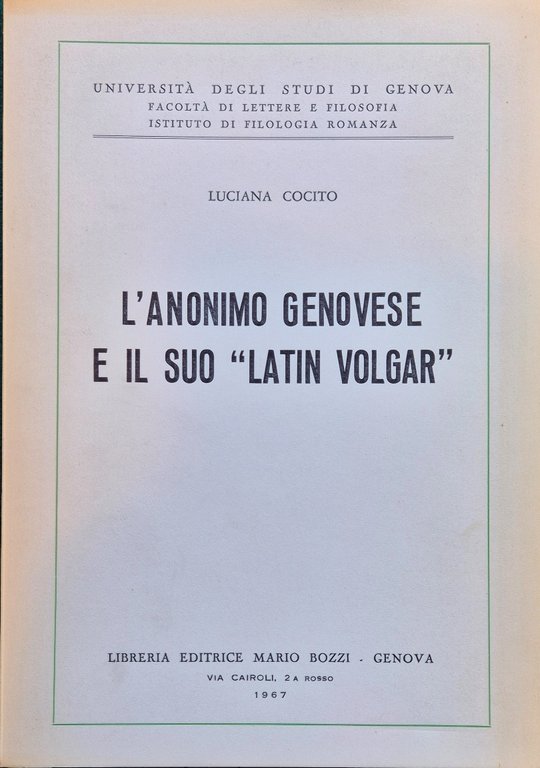 UNIVERSITÀ DEGLI STUDI DI GENOVA
FACOLTÀ DI LETTERE E FILOSOFIA
ISTITUTO DI FILOLOGIA ROMANZA
LUCIANA COCITO
L'ANONIMO GENOVESE
E IL SUO “LATIN VOLGAR”
LIBRERIA EDITRICE MARIO BOZZI - GENOVA
VIA CAIROLI, 2 A ROSSO
1967